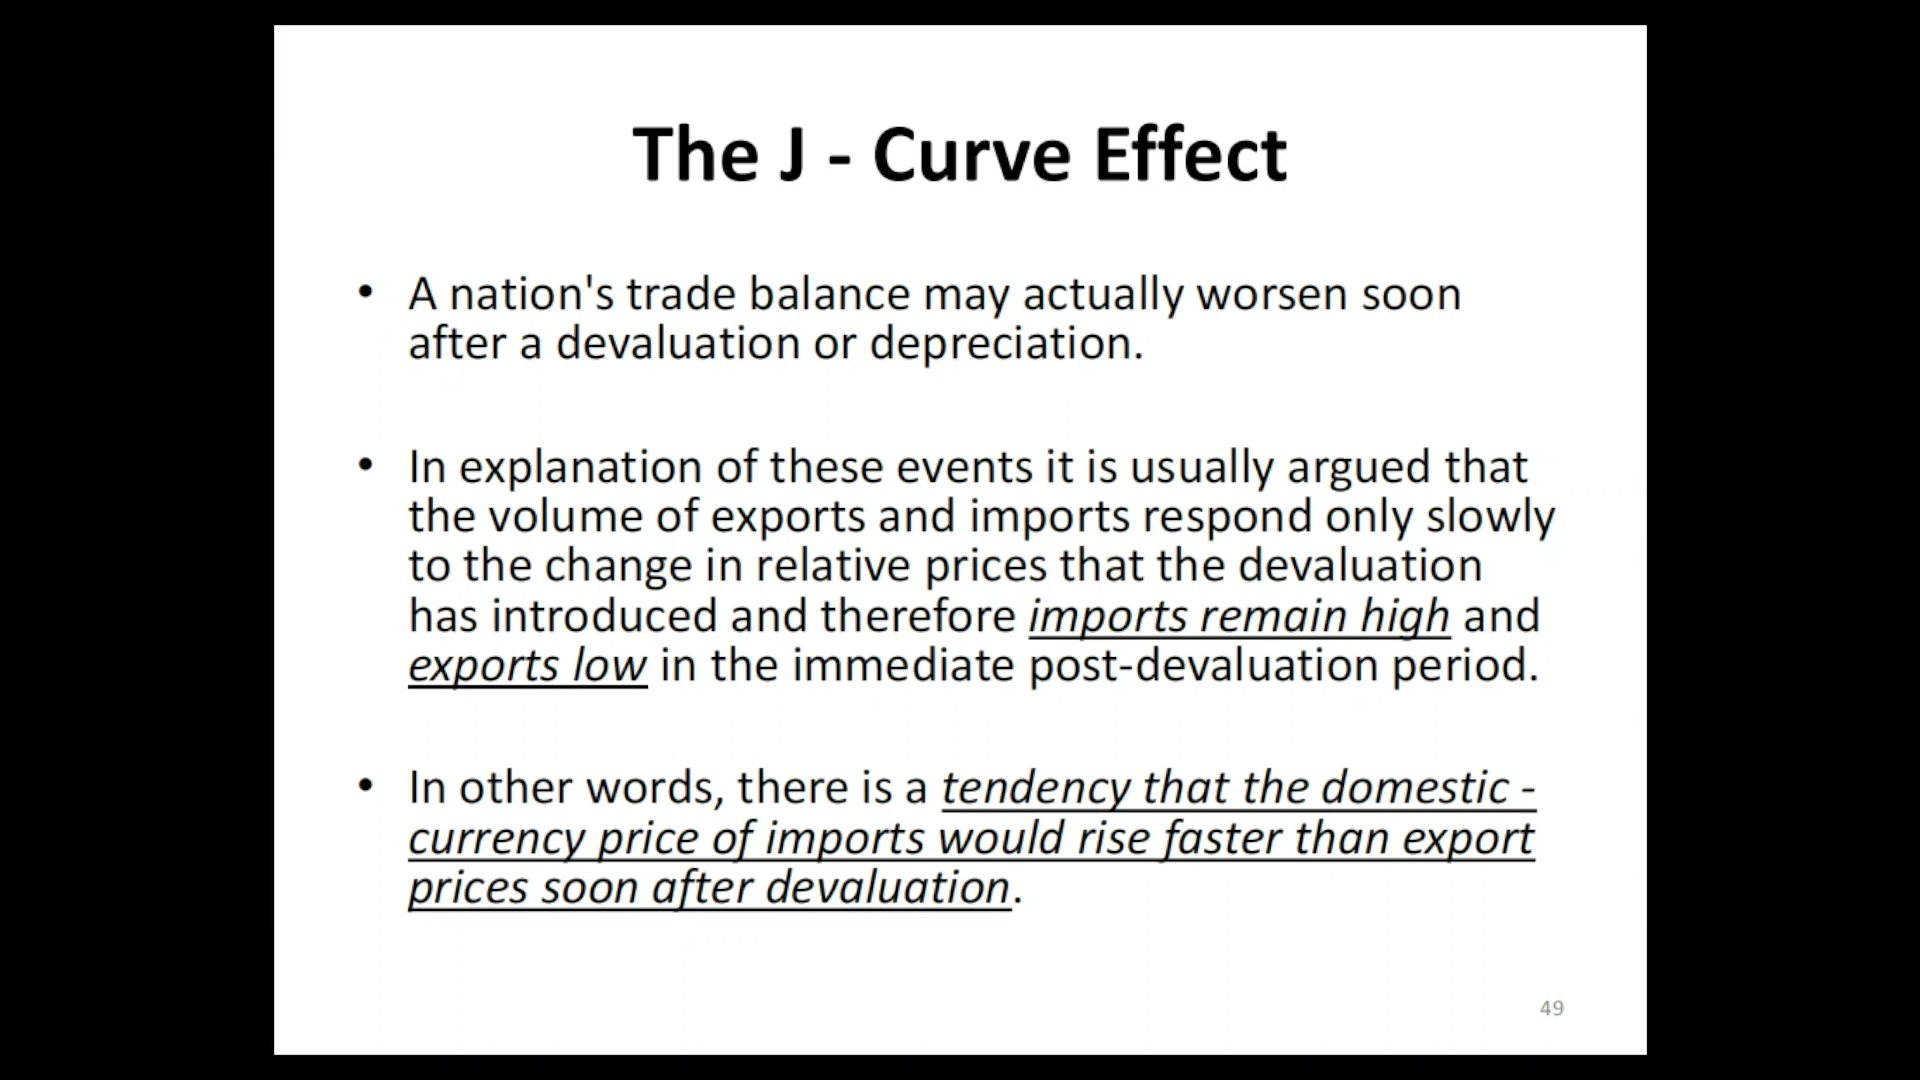 The J - Curve Effect
• A nation's trade balance may actually worsen soon
after a devaluation or depreciation.
• In explanation of these events it is usually argued that
the volume of exports and imports respond only slowly
to the change in relative prices that the devaluation
has introduced and therefore imports remain high and
exports low in the immediate post-devaluation period.
• In other words, there is a tendency that the domestic -
currency price of imports would rise faster than export
prices soon after devaluation.
49